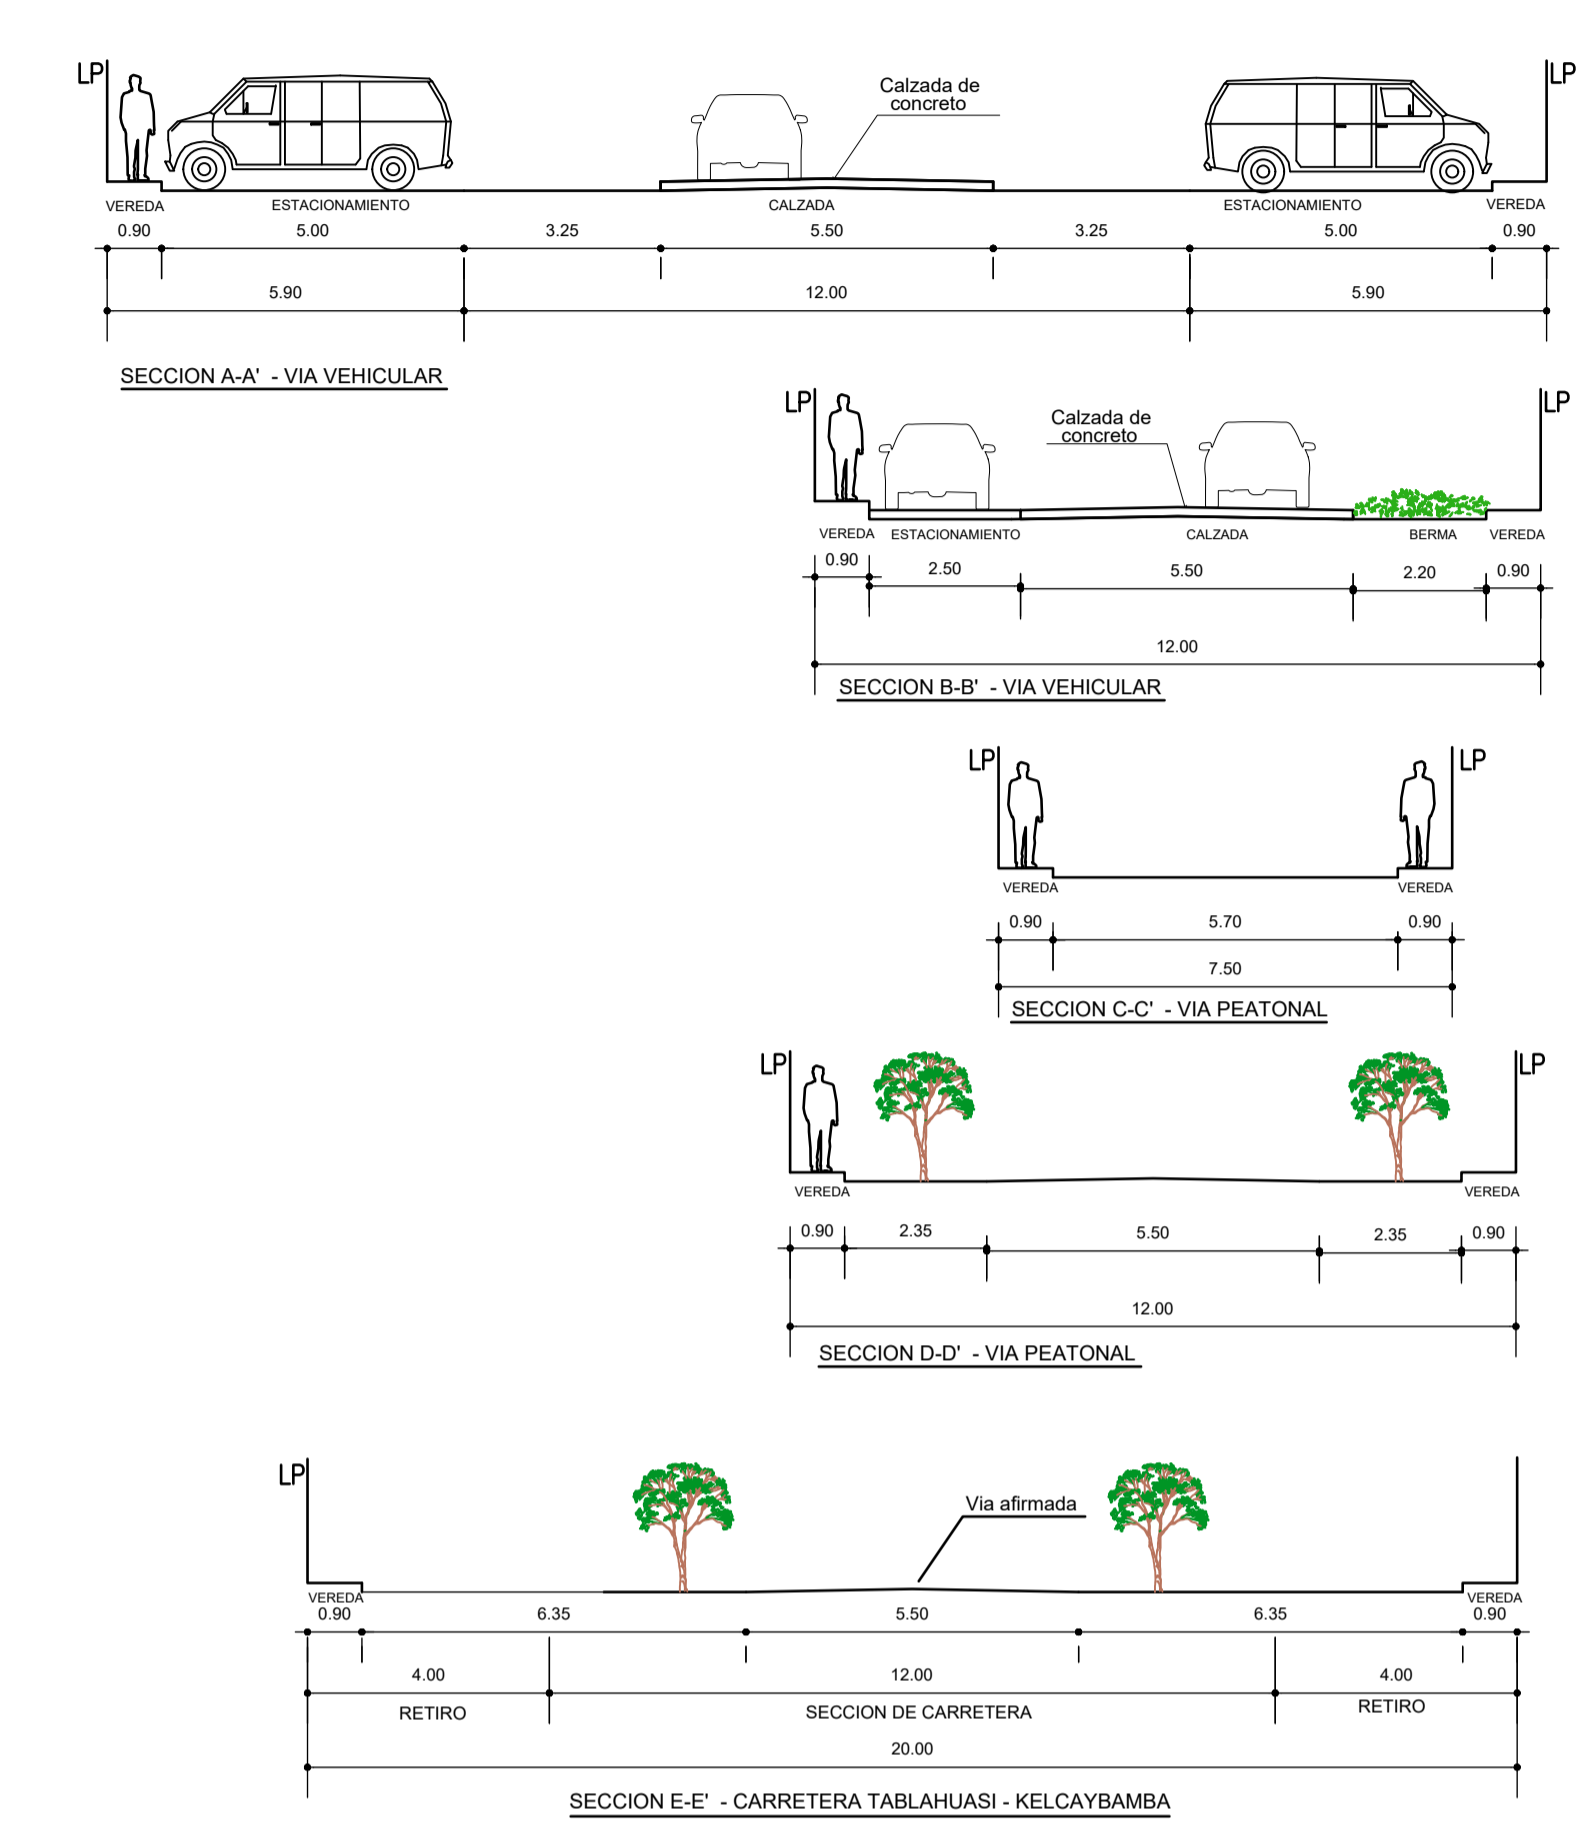 LP
LP
Calzada de
concreto
VEREDA ESTACIONAMIENTO CALZADA ESTACIONAMIENTO VEREDA
0.90 5.00 3.25 5.50 3.25 5.00 0.90
5.90 12.00 5.90
SECCION A-A' - VIA VEHICULAR
LP
LP
Calzada de
concreto
VEREDA ESTACIONAMIENTO CALZADA BERMA VEREDA
0.90 2.50 5.50 2.20 0.90
12.00
SECCION B-B' - VIA VEHICULAR
LP
LP
VEREDA VEREDA
0.90 5.70 0.90
7.50
SECCION C-C' - VIA PEATONAL
LP
LP
VEREDA VEREDA
0.90 2.35 5.50 2.35 0.90
12.00
SECCION D-D' - VIA PEATONAL
LP
Via afirmada
VEREDA VEREDA
0.90 6.35 5.50 6.35 0.90
4.00 12.00 4.00
RETIRO SECCION DE CARRETERA RETIRO
20.00
SECCION E-E' - CARRETERA TABLAHUASI - KELCAYBAMBA